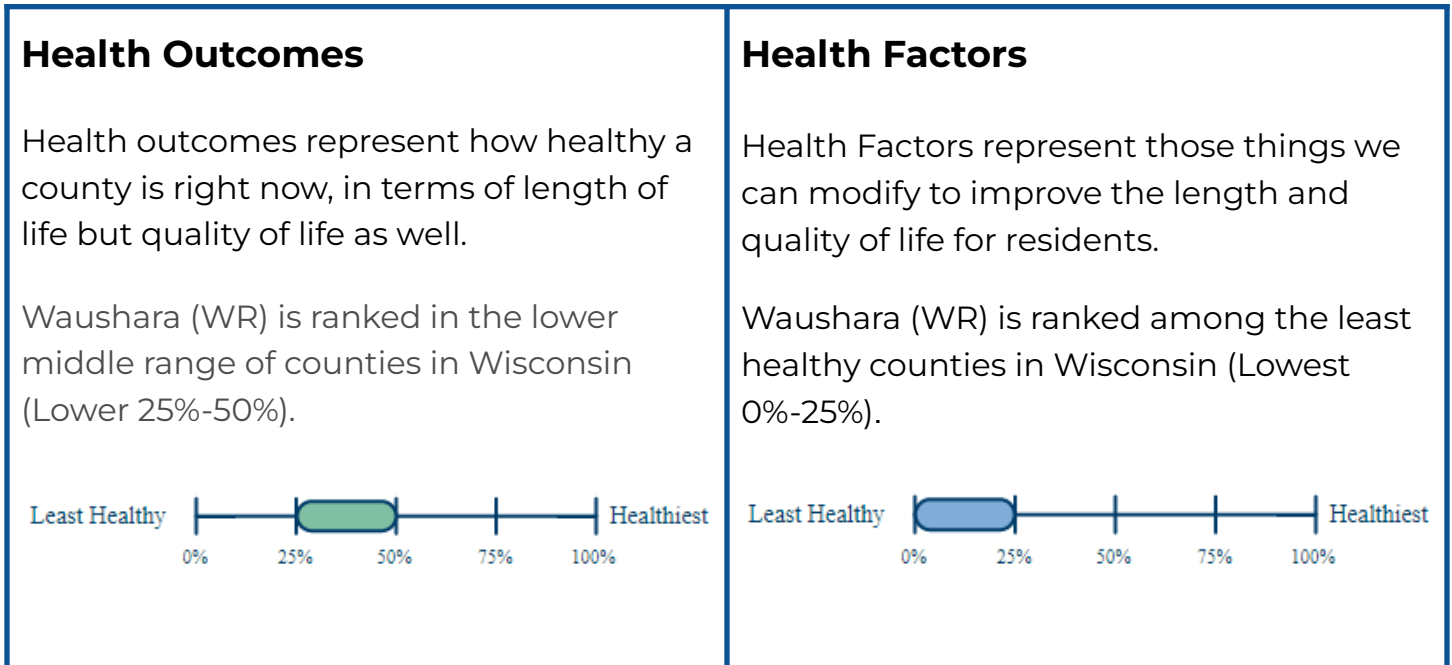 Health Outcomes
Health outcomes represent how healthy a
county is right now, in terms of length of
life but quality of life as well.
Waushara (WR) is ranked in the lower
middle range of counties in Wisconsin
(Lower 25%-50%).
Least Healthy
Healthiest
0% 25% 50% 75% 100%
Health Factors
Health Factors represent those things we
can modify to improve the length and
quality of life for residents.
Waushara (WR) is ranked among the least
healthy counties in Wisconsin (Lowest
0%-25%).
Least Healthy
Healthiest
0% 25% 50% 75% 100%